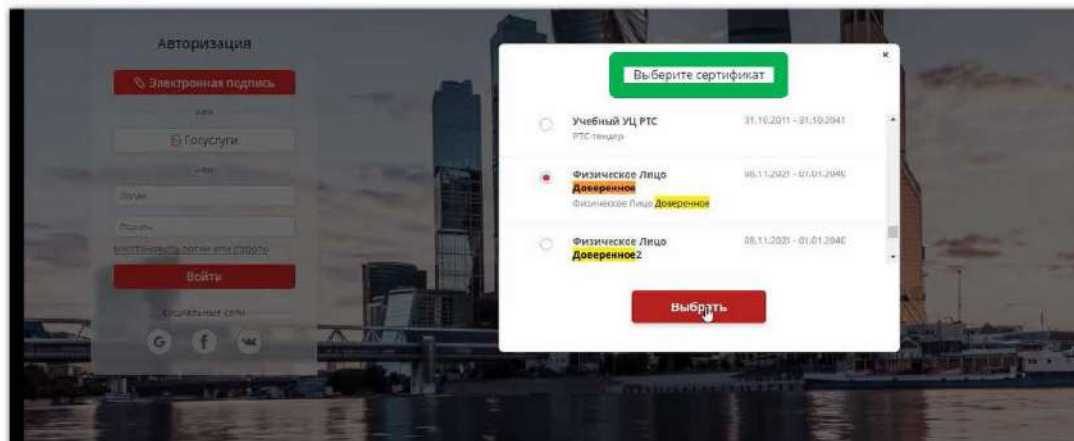 Авторизация
Электронная подпись
или
Госуслуги
или
Логин
Пароль
Восстановить логин или пароль
Войти
Социальные сети
G f
Выберите сертификат
×
Учебный УЦ РТС
31.10.2011 - 31.10.2041
РТС-тендер
Физическое Лицо
Доверенное
08.11.2021 - 01.01.2040
Физическое Лицо Доверенное
Физическое Лицо
Доверенное2
08.11.2021 - 01.01.2040
Выбрать